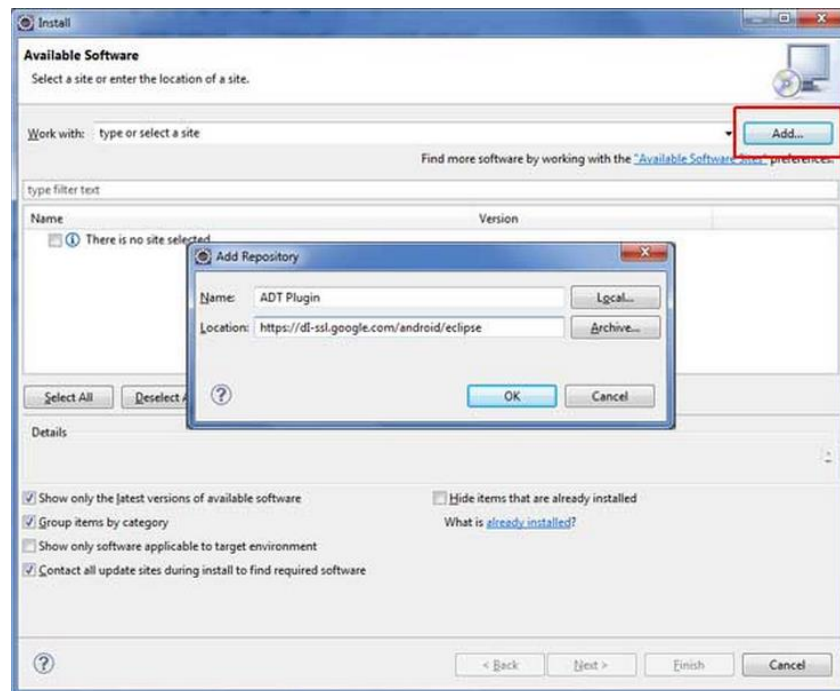 Install
Available Software
Select a site or enter the location of a site.
Work with: type or select a site Add...
Find more software by working with the "Available Software Sites" preferences.
type filter text
Name Version
There is no site selected
Add Repository
Name: ADT Plugin Local...
Location: https://dl-ssl.google.com/android/eclipse Archive...
OK Cancel
Select All Deselect A
Details
Show only the latest versions of available software Hide items that are already installed
Group items by category What is already installed?
Show only software applicable to target environment
Contact all update sites during install to find required software
< Back Next > Finish Cancel